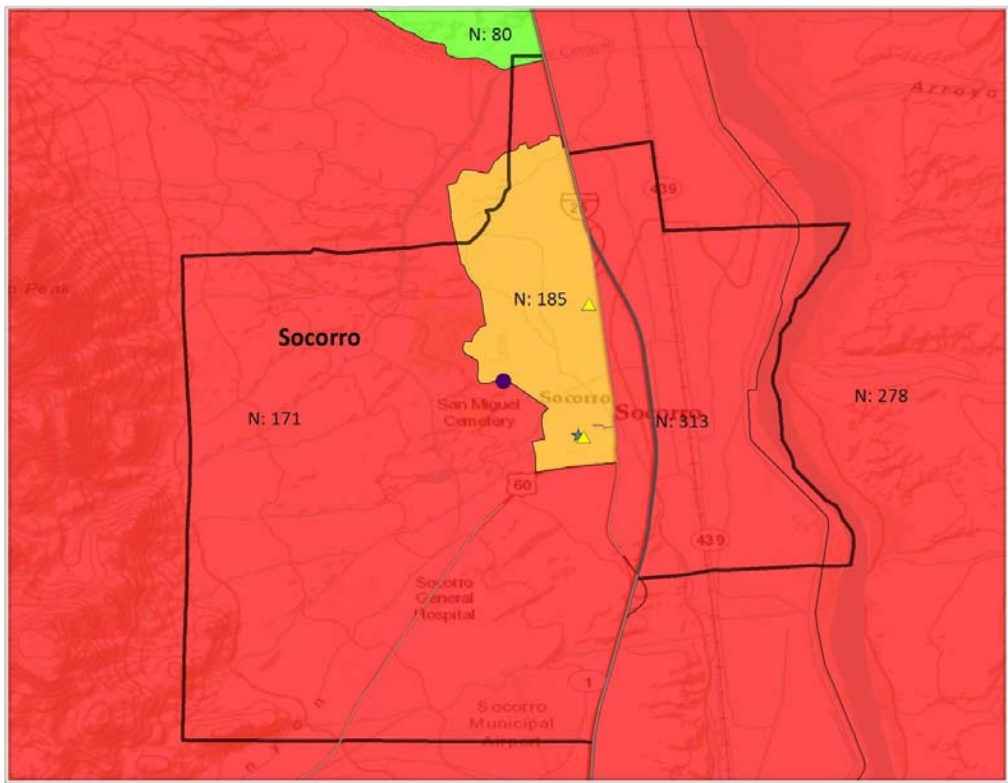 N: 80
Arroyo
439
25
Peak
N: 185
Socorro
N: 171
San Miguel
Cemetery
Socorro
Socorro
N: 313
N: 278
60
439
Socorro
General
Hospital
1
Socorro
Municipal
Airport